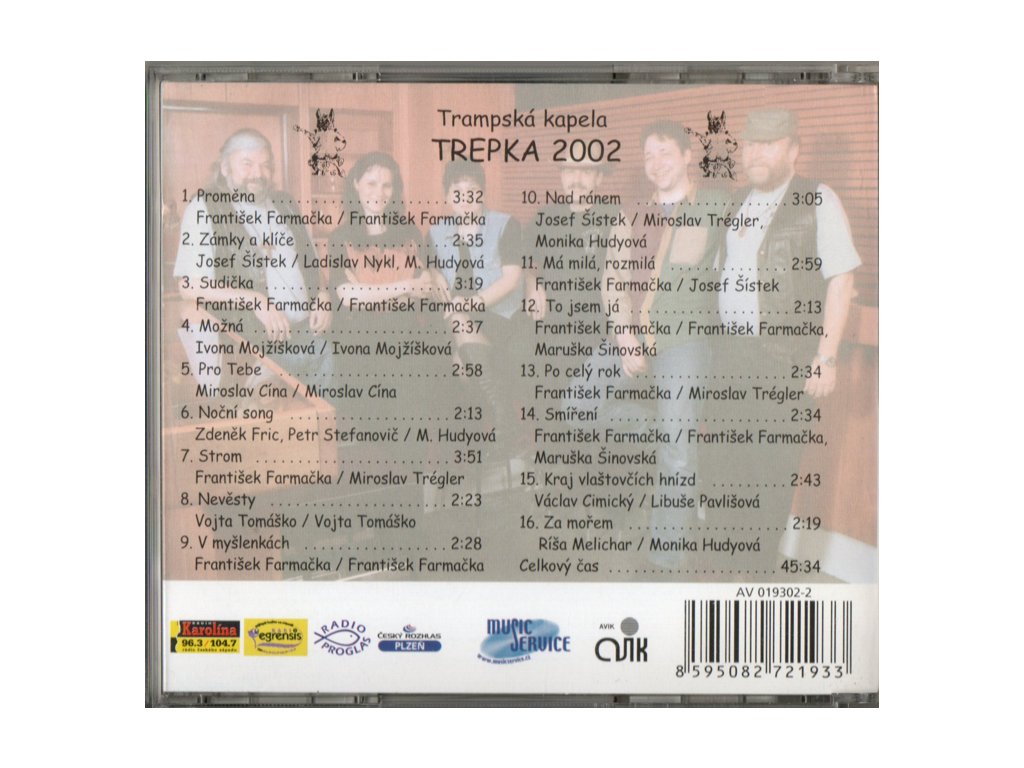 Trampská kapela
TREPKA 2002
1. Proměna . . . . . . . . . . . . . . . . . . . . 3:32
František Farmačka / František Farmačka
2. Zámky a klíče . . . . . . . . . . . . . . . . . 2:35
Josef Šístek / Ladislav Nykl, M. Hudyová
3. Sudička . . . . . . . . . . . . . . . . . . . . 3:19
František Farmačka / František Farmačka
4. Možná . . . . . . . . . . . . . . . . . . . . 2:37
Ivona Mojžíšková / Ivona Mojžíšková
5. Pro Tebe . . . . . . . . . . . . . . . . . . . 2:58
Miroslav Cína / Miroslav Cína
6. Noční song . . . . . . . . . . . . . . . . . . 2:13
Zdeněk Fric, Petr Stefanovič / M. Hudyová
7. Strom . . . . . . . . . . . . . . . . . . . . 3:51
František Farmačka / Miroslav Trégler
8. Nevěsty . . . . . . . . . . . . . . . . . . . 2:23
Vojta Tomáško / Vojta Tomáško
9. V myšlenkách . . . . . . . . . . . . . . . . . 2:28
František Farmačka / František Farmačka
10. Nad ránem . . . . . . . . . . . . . . . . . . 3:05
Josef Šístek / Miroslav Trégler,
Monika Hudyová
11. Má milá, rozmilá . . . . . . . . . . . . . . 2:59
František Farmačka / Josef Šístek
12. To jsem já . . . . . . . . . . . . . . . . . . 2:13
František Farmačka / František Farmačka,
Maruška Šinovská
13. Po celý rok . . . . . . . . . . . . . . . . . 2:34
František Farmačka / Miroslav Trégler
14. Smíření . . . . . . . . . . . . . . . . . . . 2:34
František Farmačka / František Farmačka,
Maruška Šinovská
15. Kraj vlaštovčích hnízd . . . . . . . . . . 2:43
Václav Cimický / Libuše Pavlišová
16. Za mořem . . . . . . . . . . . . . . . . . . 2:19
Ríša Melichar / Monika Hudyová
Celkový čas . . . . . . . . . . . . . . . . . . . 45:34
AV 019302-2
RADIO
Karolína
96.3 / 104.7
rádio českého západu
egrensis
RADIO
PROGLAS
ČESKÝ ROZHLAS
PLZEŇ
MUSIC
SERVICE
www.musicservice.cz
AVIK
AVIK
8 595082 721933